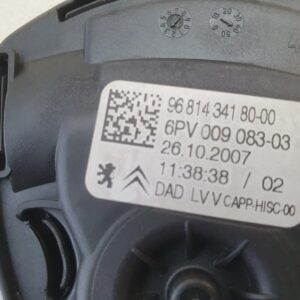 96 814 341 80-00
6PV 009 083-03
26.10.2007
11:38:38 / 02
DAD LVV CAPP-HISC-00